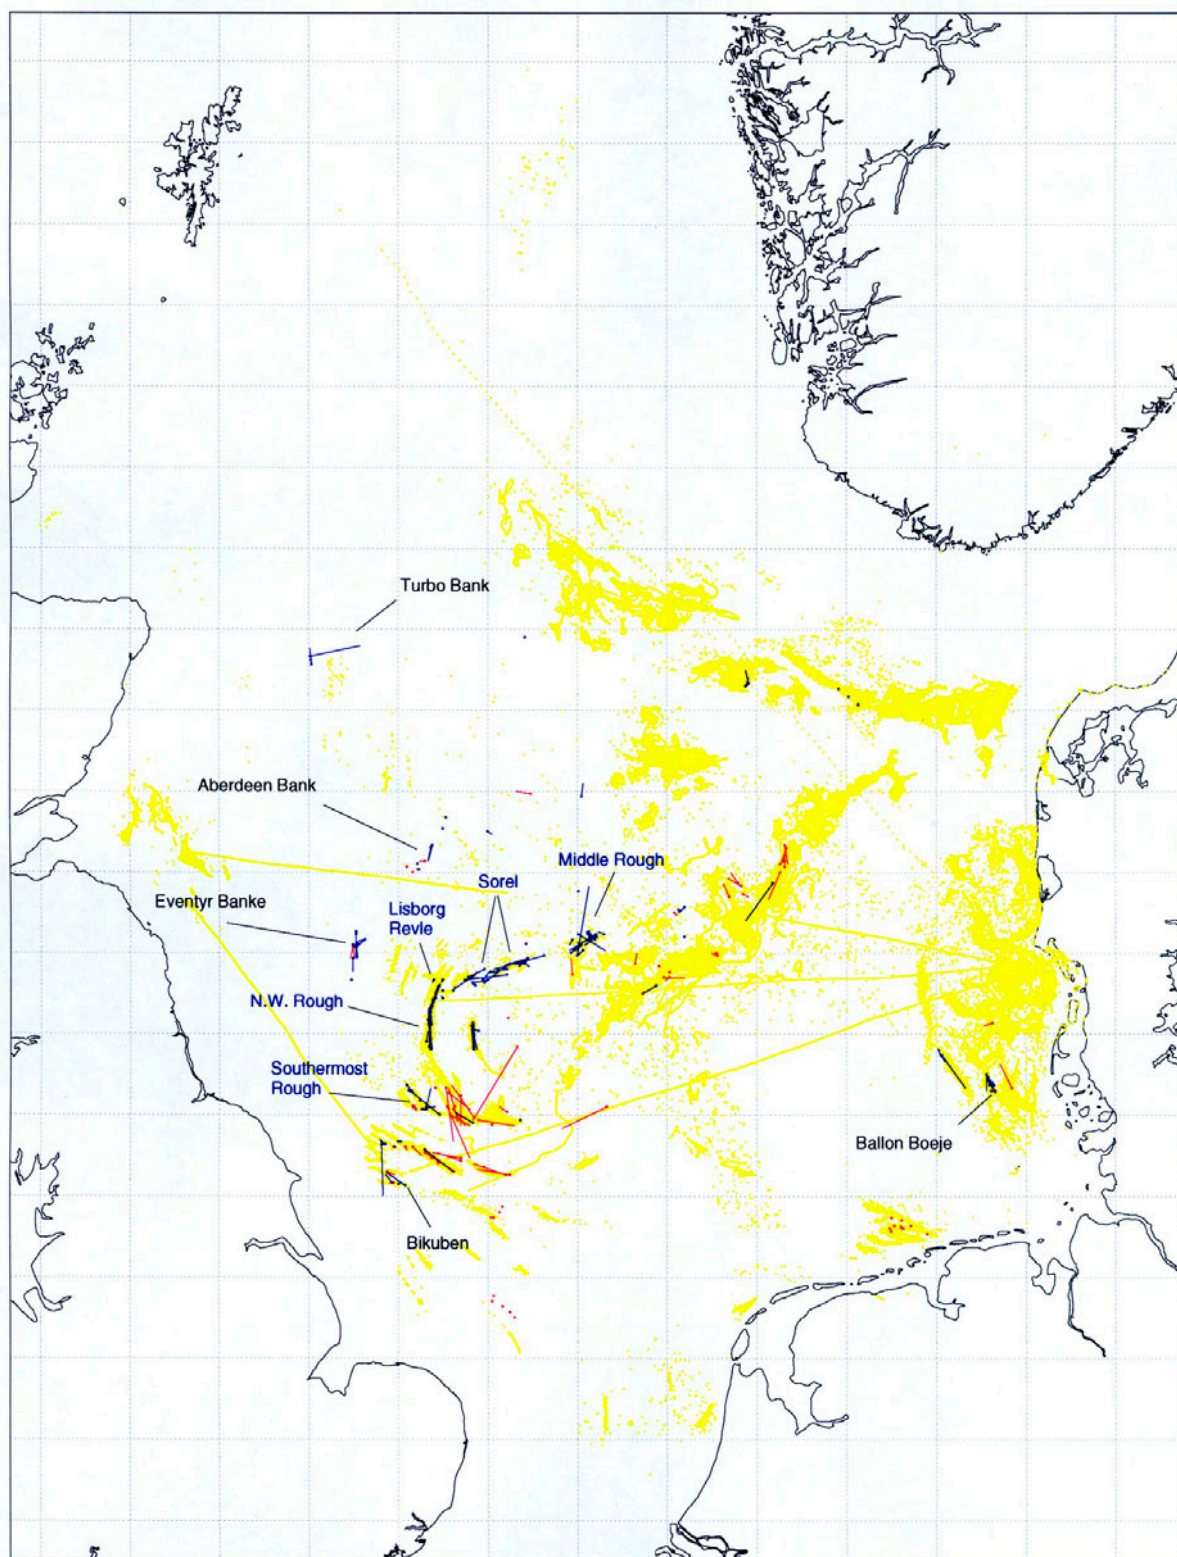 Turbo Bank
Aberdeen Bank
Middle Rough
Sorel
Eventyr Banke
Lisborg
Revle
N.W. Rough
Southermost
Rough
Ballon Boeje
Bikuben